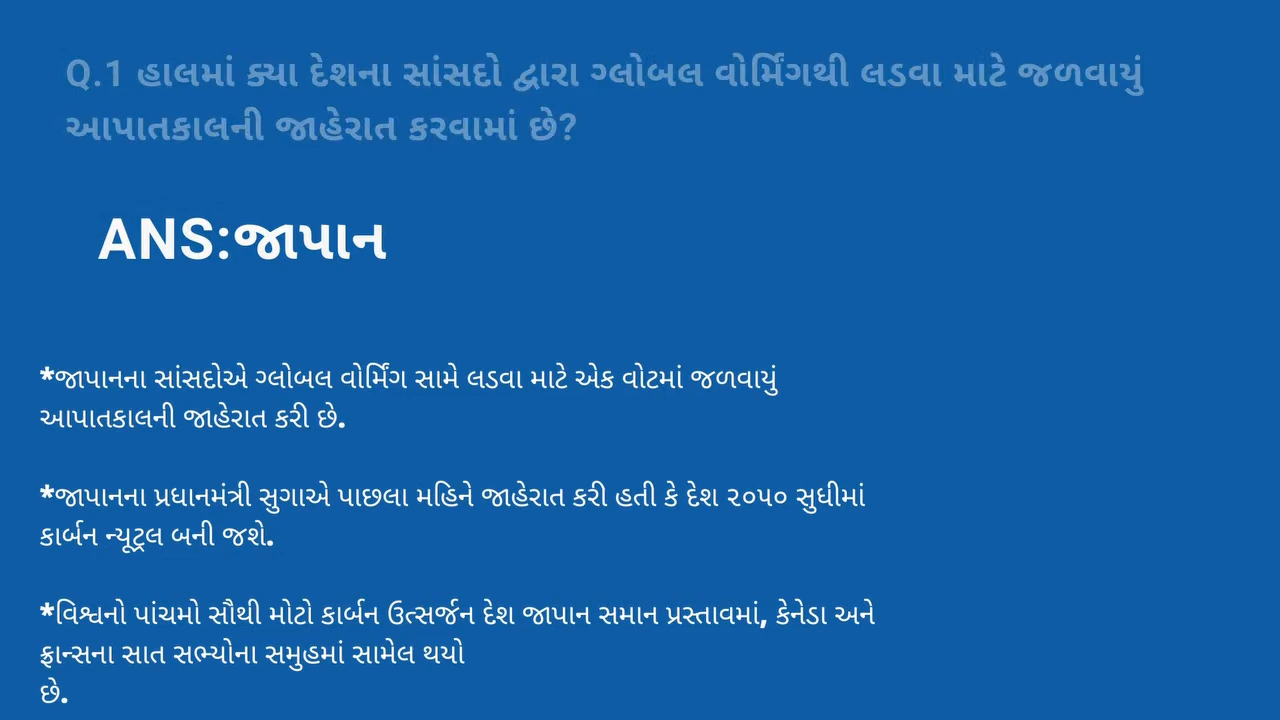 Q.1 હાલમાં ક્યા દેશના સાંસદો દ્વારા ગ્લોબલ વોર્મિંગથી લડવા માટે જળવાયું
આપાતકાલની જાહેરાત કરવામાં છે?
ANS:જાપાન
*જાપાનના સાંસદોએ ગ્લોબલ વોર્મિંગ સામે લડવા માટે એક વોટમાં જળવાયું
આપાતકાલની જાહેરાત કરી છે.
*જાપાનના પ્રધાનમંત્રી સુગાએ પાછલા મહિને જાહેરાત કરી હતી કે દેશ ૨૦૫૦ સુધીમાં
કાર્બન ન્યૂટ્રલ બની જશે.
*વિશ્વનો પાંચમો સૌથી મોટો કાર્બન ઉત્સર્જન દેશ જાપાન સમાન પ્રસ્તાવમાં, કેનેડા અને
ફ્રાન્સના સાત સભ્યોના સમુહમાં સામેલ થયો
છે.